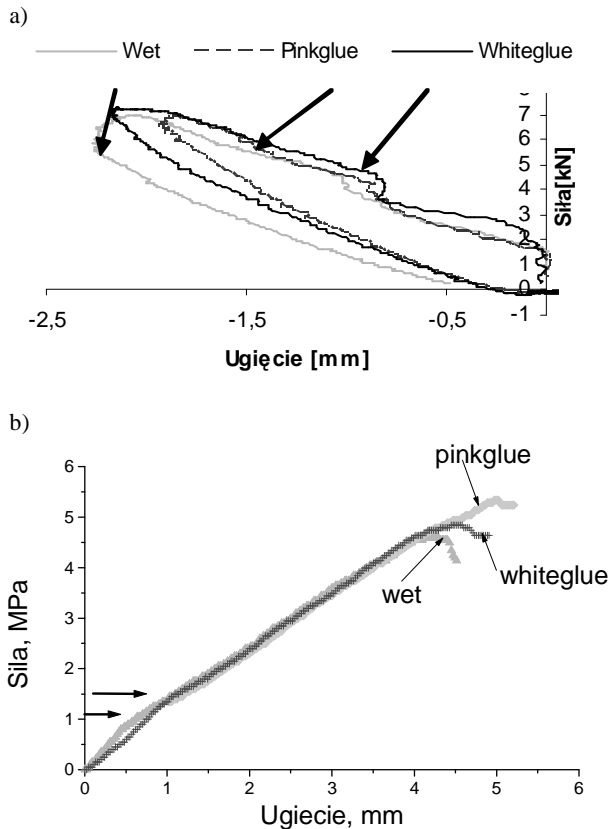 a)
Wet Pinkglue Whiteglue
8
7
6
5
4
3
2
1
0
-1
Siła[kN]
-2,5 -1,5 -0,5
Ugięcie [mm]
b)
6
5
4
3
2
1
0
Sila, MPa
pinkglue
whiteglue
wet
0 1 2 3 4 5 6
Ugiecie, mm